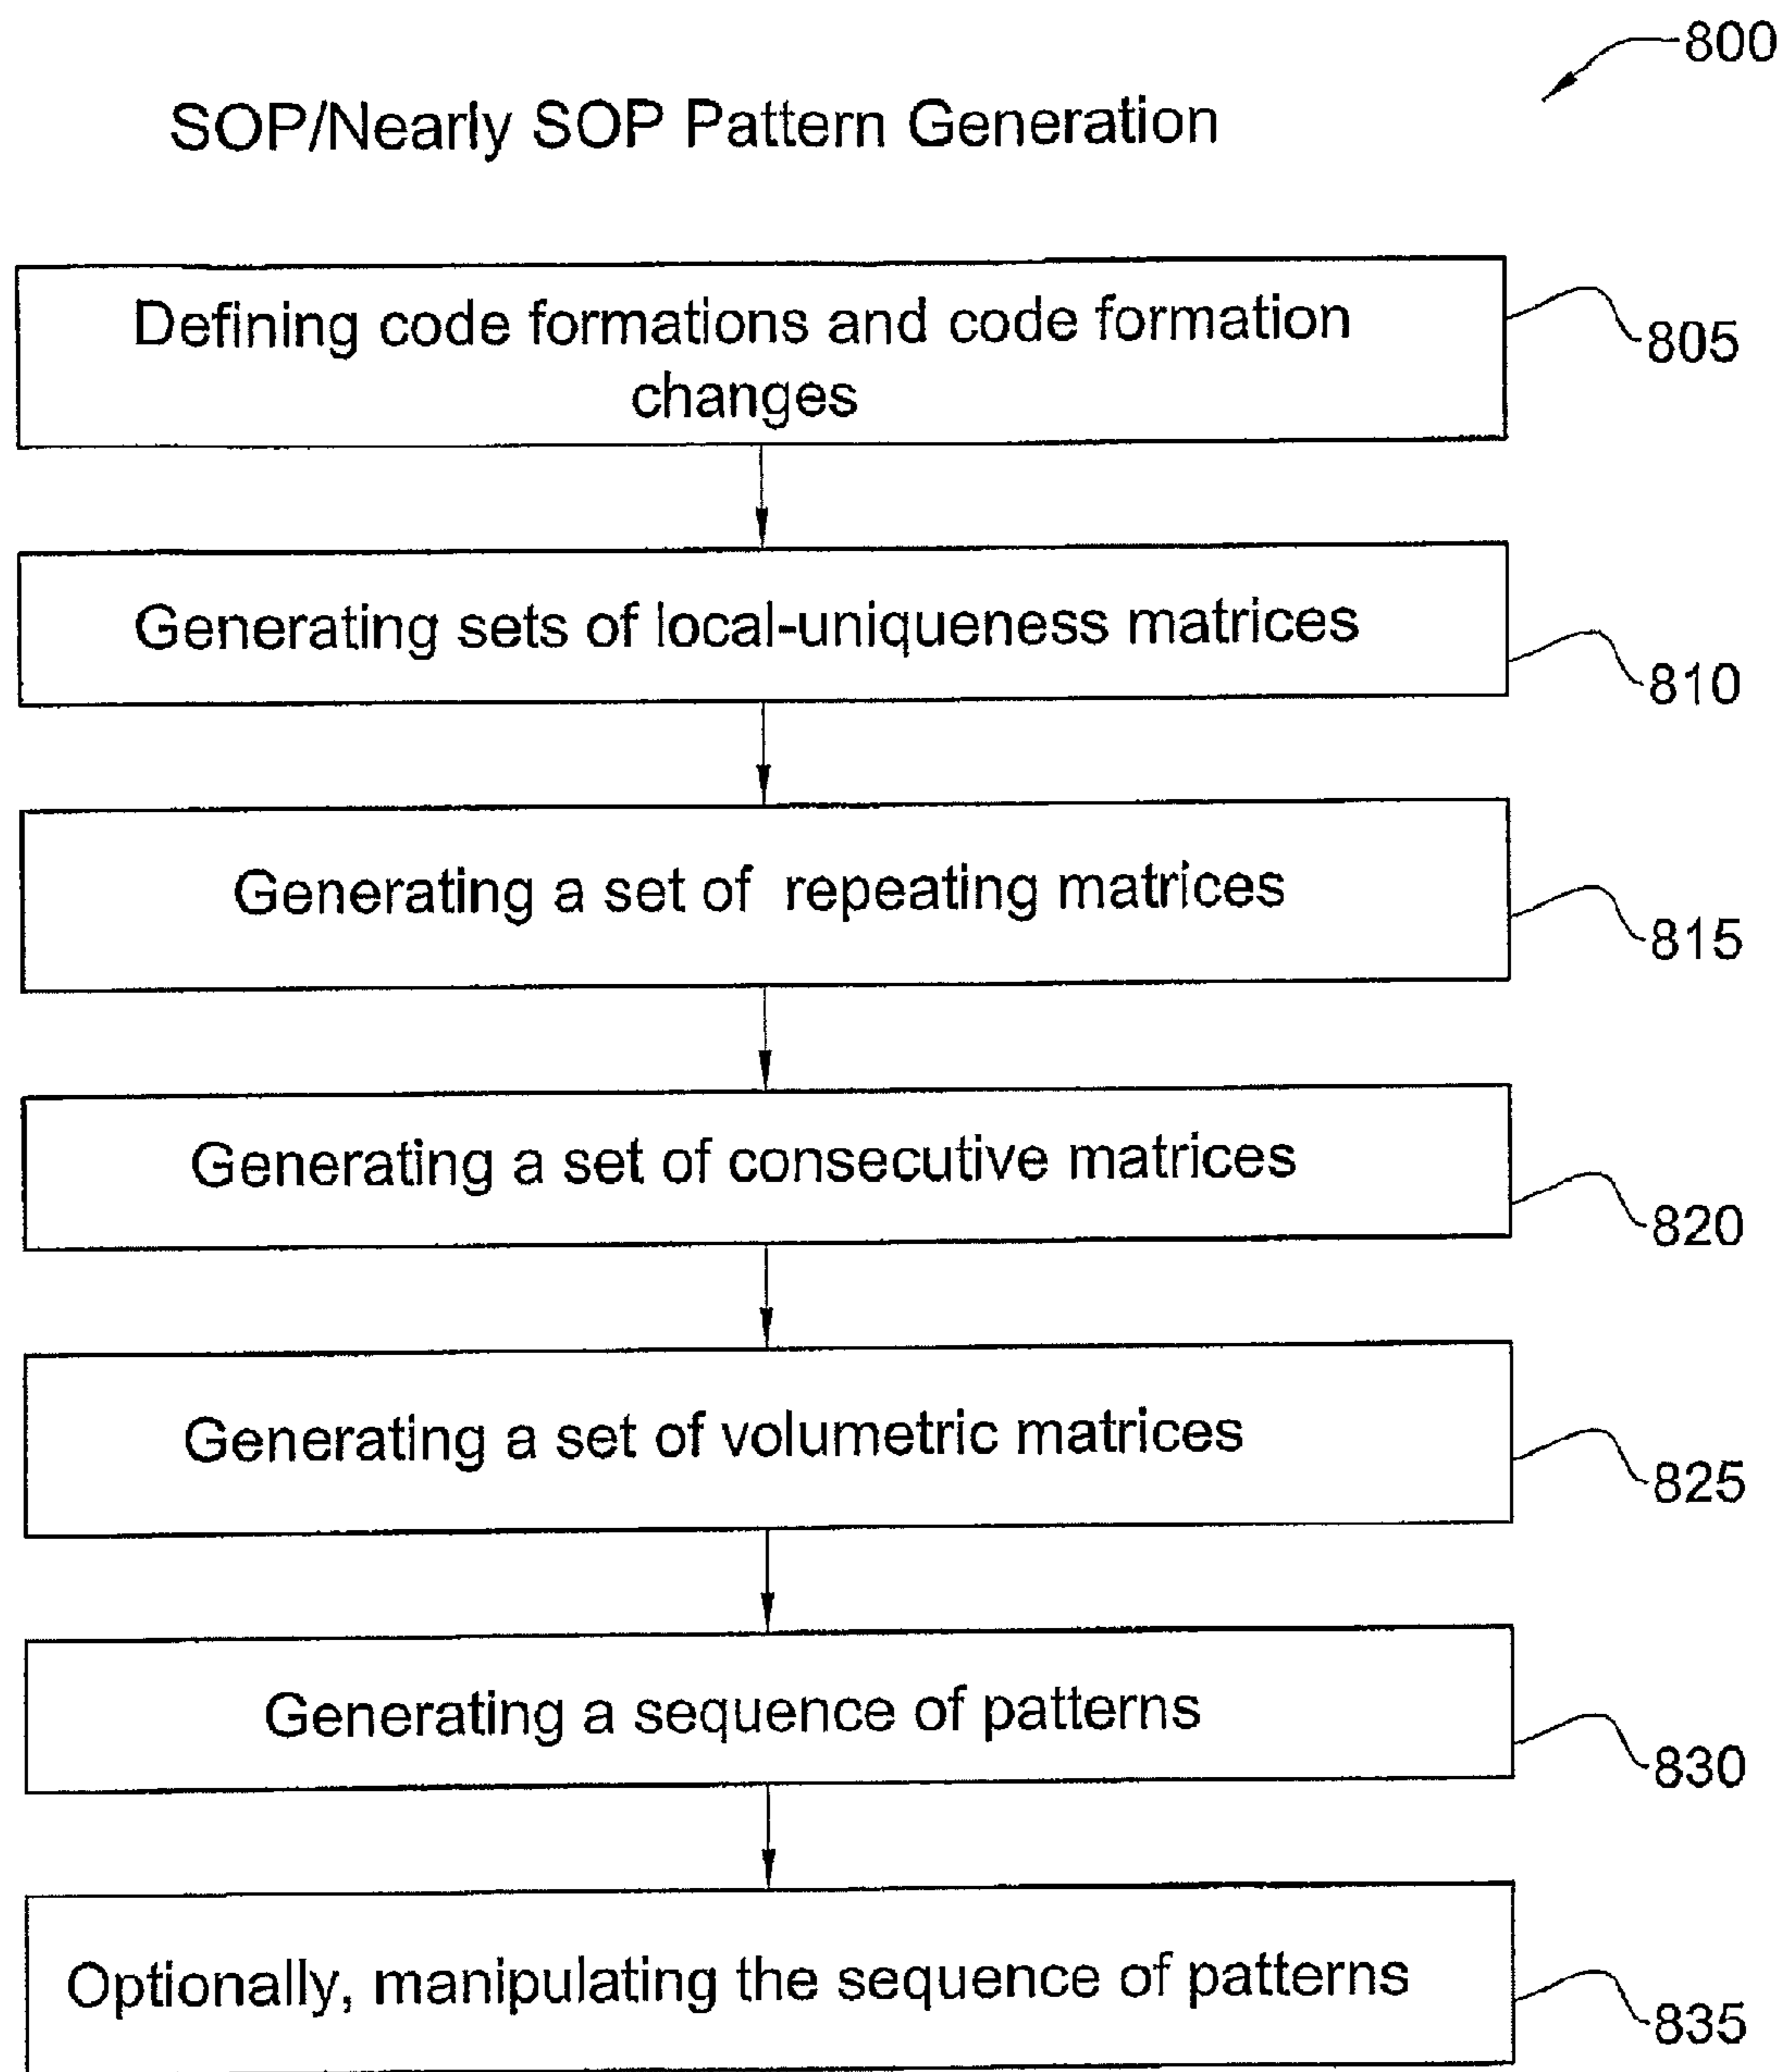 800
SOP/Nearly SOP Pattern Generation
Defining code formations and code formation
changes
805
Generating sets of local-uniqueness matrices
810
Generating a set of repeating matrices
815
Generating a set of consecutive matrices
820
Generating a set of volumetric matrices
825
Generating a sequence of patterns
830
Optionally, manipulating the sequence of patterns
835